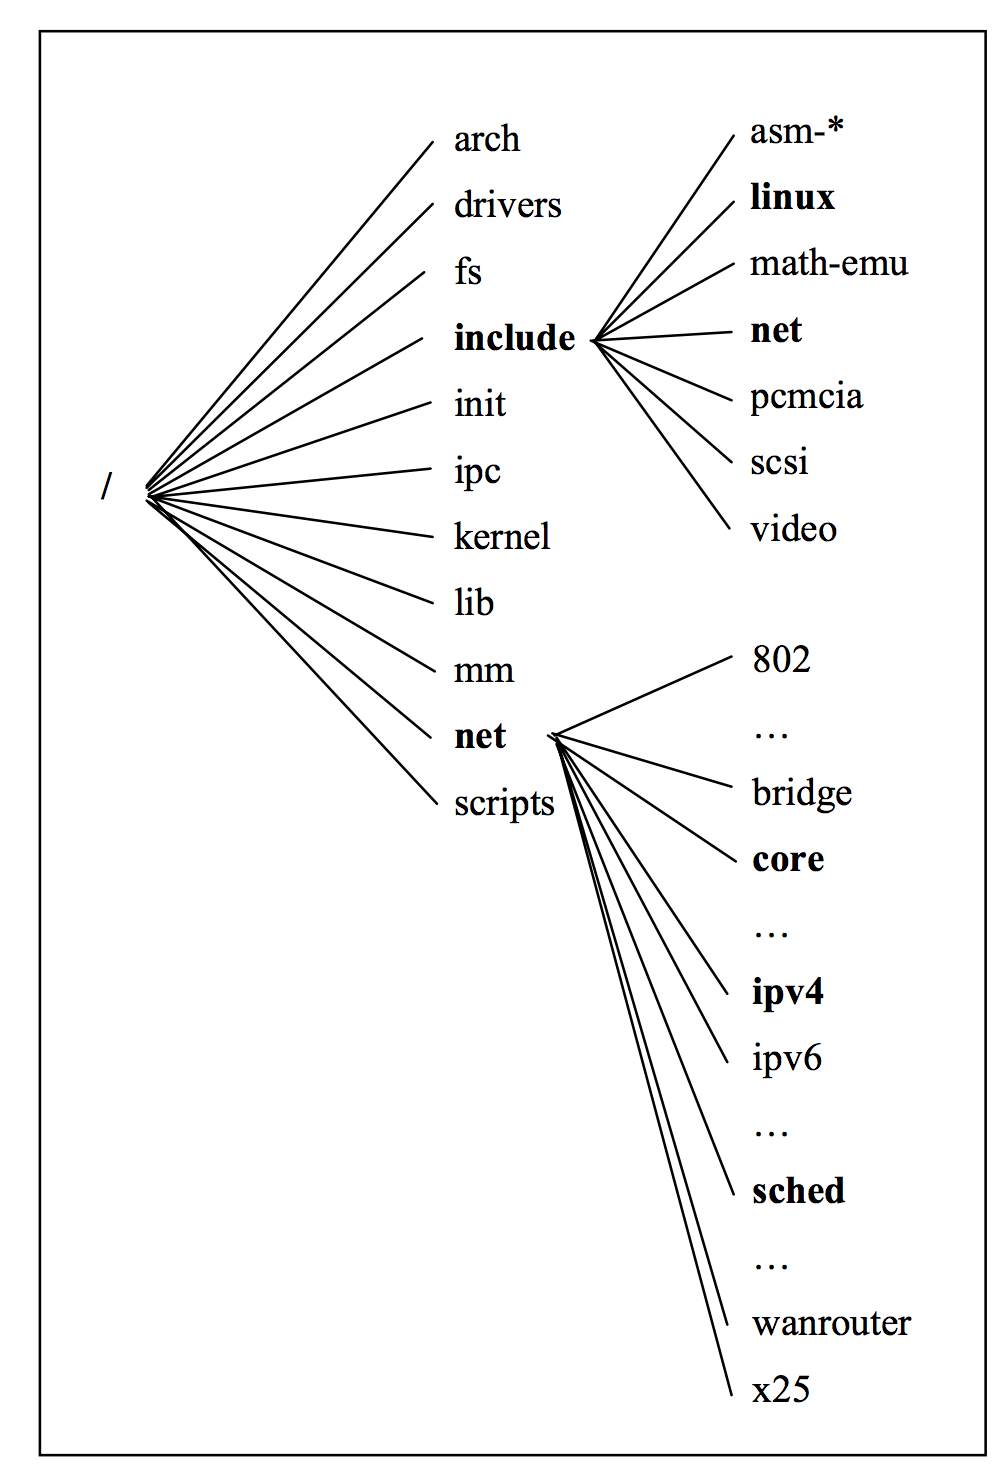 /
arch
drivers
fs
include
init
ipc
kernel
lib
mm
net
scripts
asm-*
linux
math-emu
net
pcmcia
scsi
video
802
…
bridge
core
…
ipv4
ipv6
…
sched
…
wanrouter
x25